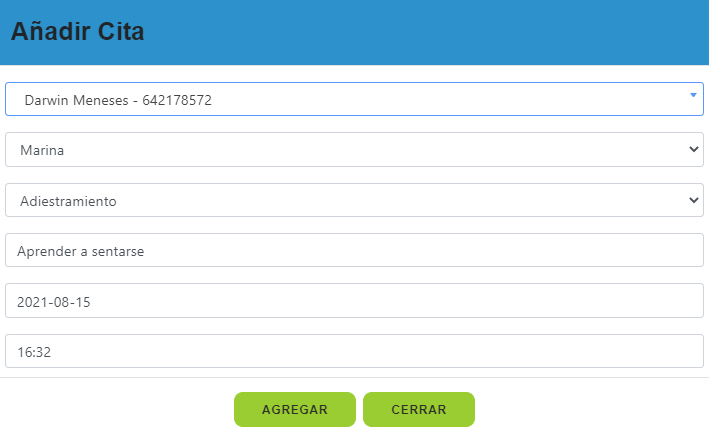 Añadir Cita
Darwin Meneses - 642178572
Marina
Adiestramiento
Aprender a sentarse
2021-08-15
16:32
AGREGAR CERRAR